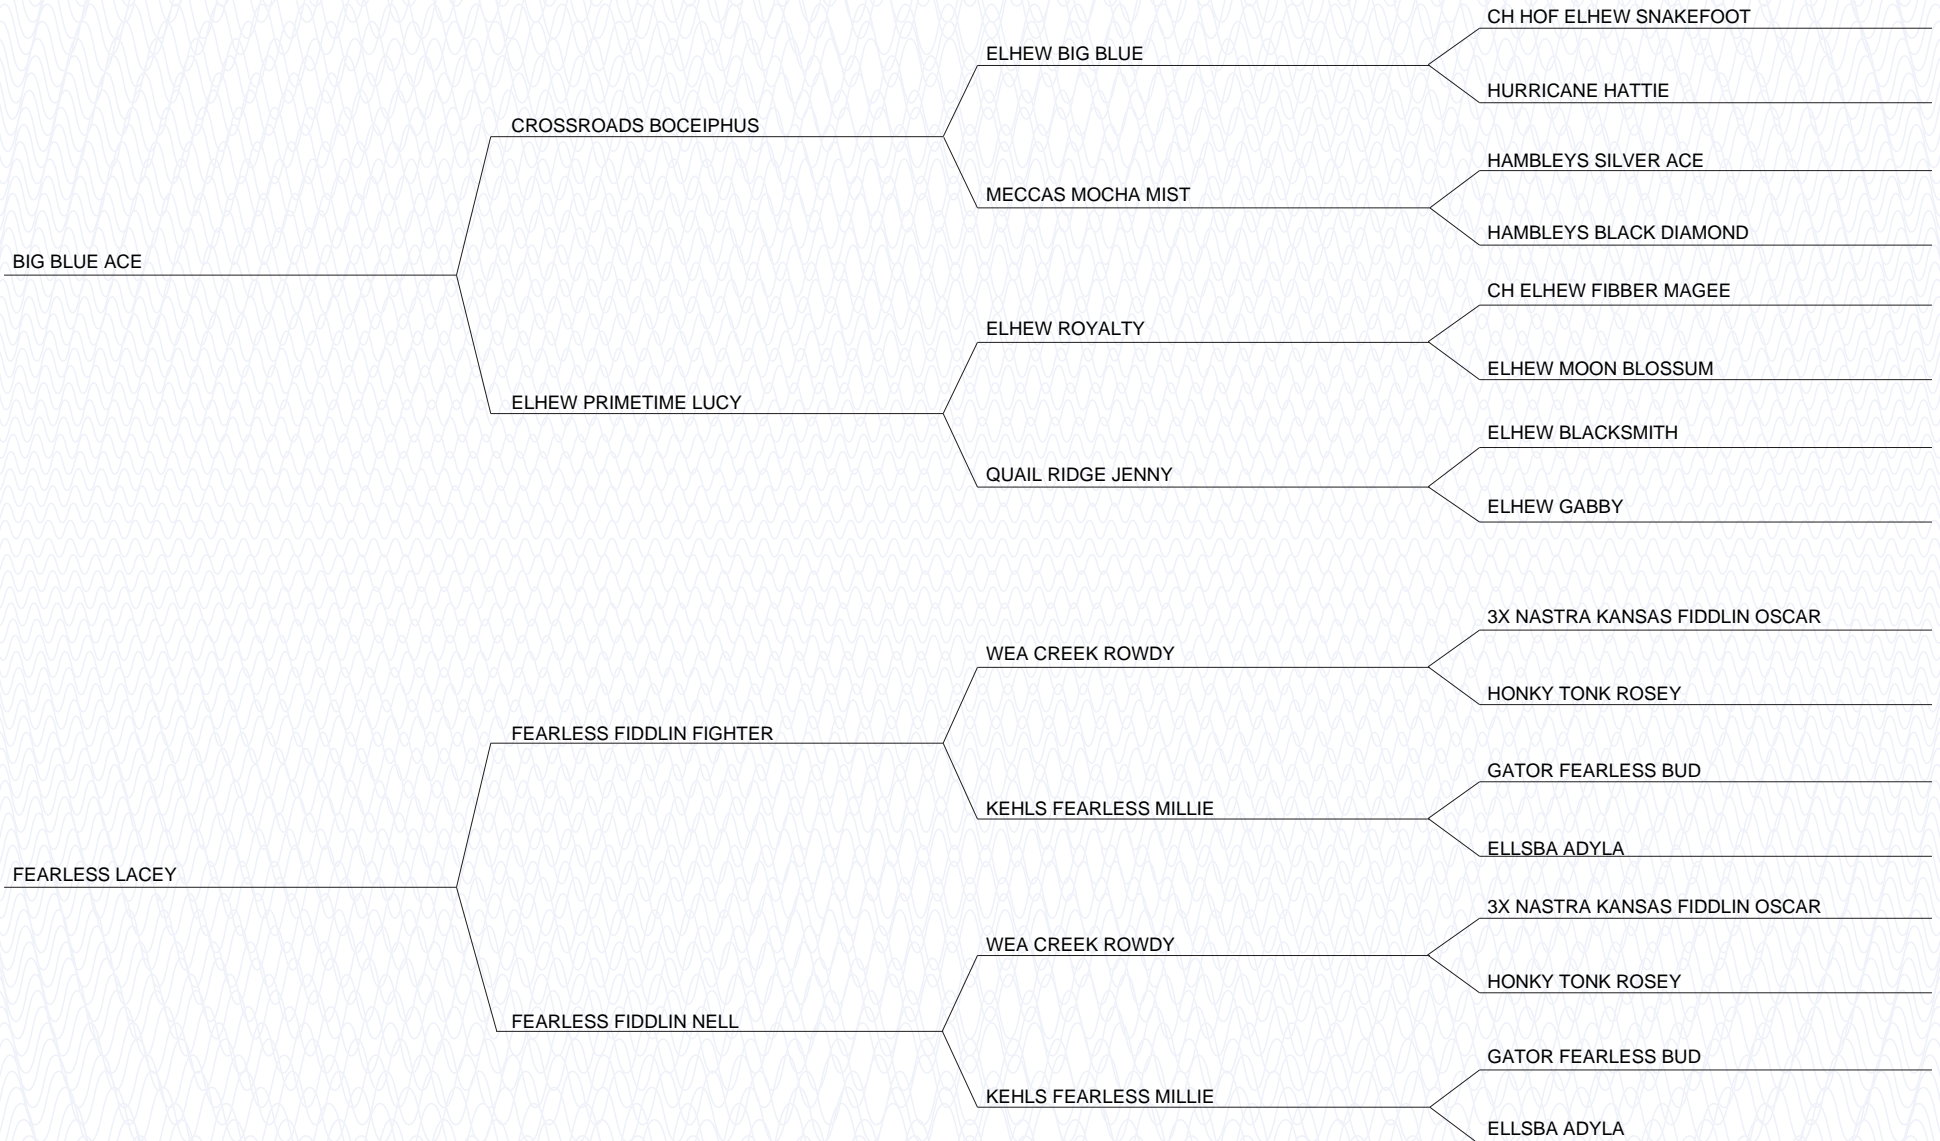 CH HOF ELHEW SNAKEFOOT
ELHEW BIG BLUE
HURRICANE HATTIE
CROSSROADS BOCEIPHUS
HAMBLEYS SILVER ACE
MECCAS MOCHA MIST
HAMBLEYS BLACK DIAMOND
BIG BLUE ACE
CH ELHEW FIBBER MAGEE
ELHEW ROYALTY
ELHEW MOON BLOSSUM
ELHEW PRIMETIME LUCY
ELHEW BLACKSMITH
QUAIL RIDGE JENNY
ELHEW GABBY
3X NASTRA KANSAS FIDDLIN OSCAR
WEA CREEK ROWDY
HONKY TONK ROSEY
FEARLESS FIDDLIN FIGHTER
GATOR FEARLESS BUD
KEHLS FEARLESS MILLIE
ELLSBA ADYLA
FEARLESS LACEY
3X NASTRA KANSAS FIDDLIN OSCAR
WEA CREEK ROWDY
HONKY TONK ROSEY
FEARLESS FIDDLIN NELL
GATOR FEARLESS BUD
KEHLS FEARLESS MILLIE
ELLSBA ADYLA